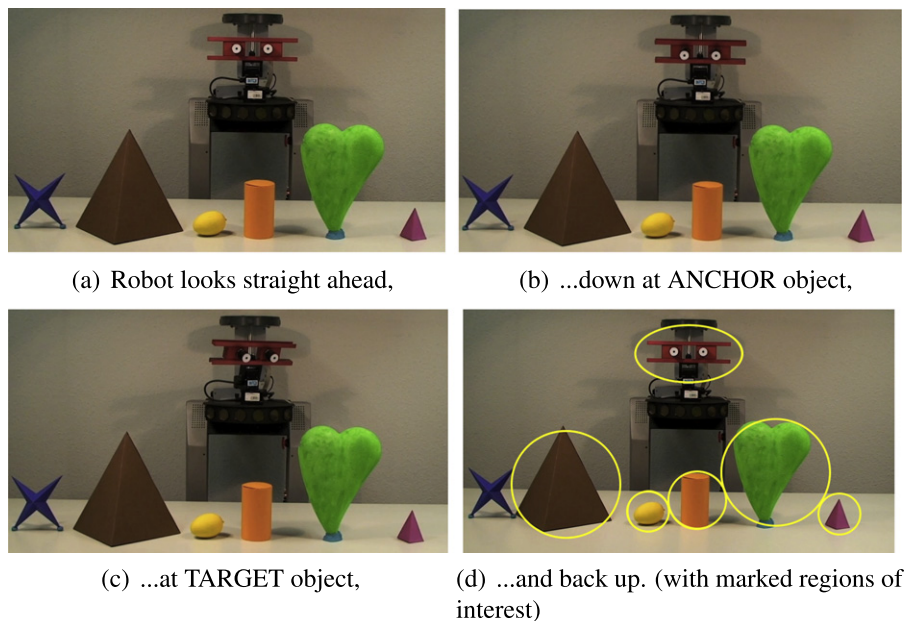 (a) Robot looks straight ahead,
(b) ...down at ANCHOR object,
(c) ...at TARGET object,
(d) ...and back up. (with marked regions of
interest)